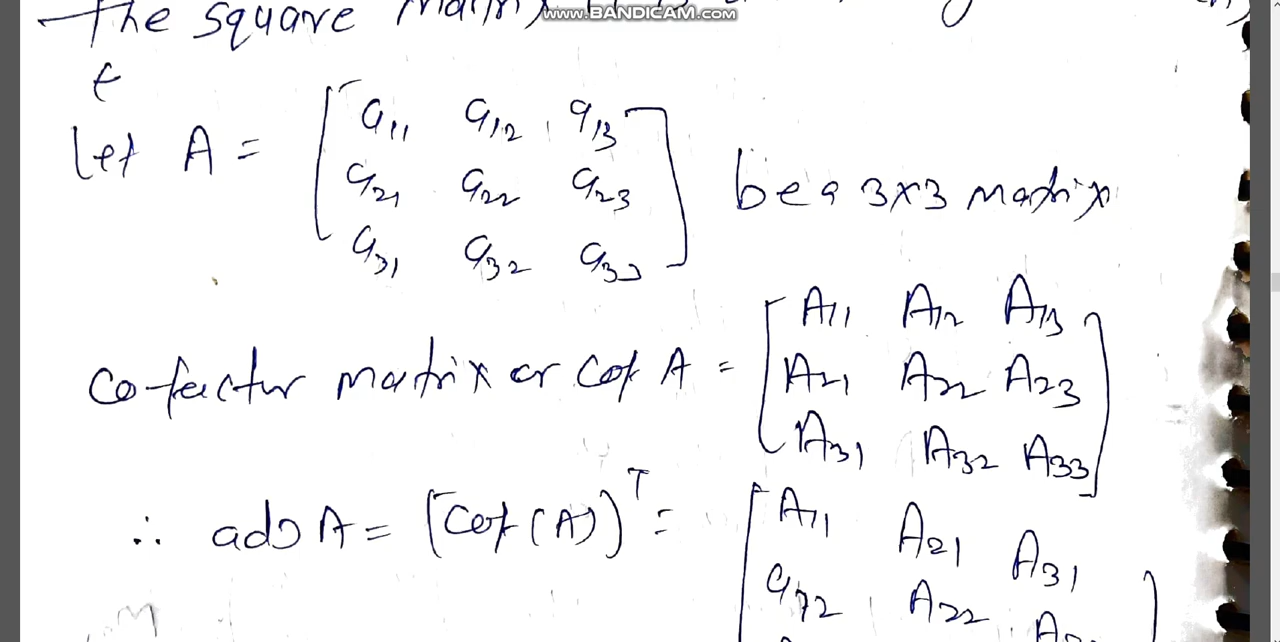 The square Matrix
www.BANDICAM.com
Let A = [ a11 a12 a13
a21 a22 a23
a31 a32 a33 ] be a 3x3 matrix
Co-factor matrix or Cof A = [ A11 A12 A13
A21 A22 A23
A31 A32 A33 ]
∴ adj A = [Cof (A)]^T = [ A11 A21 A31
a12 A22